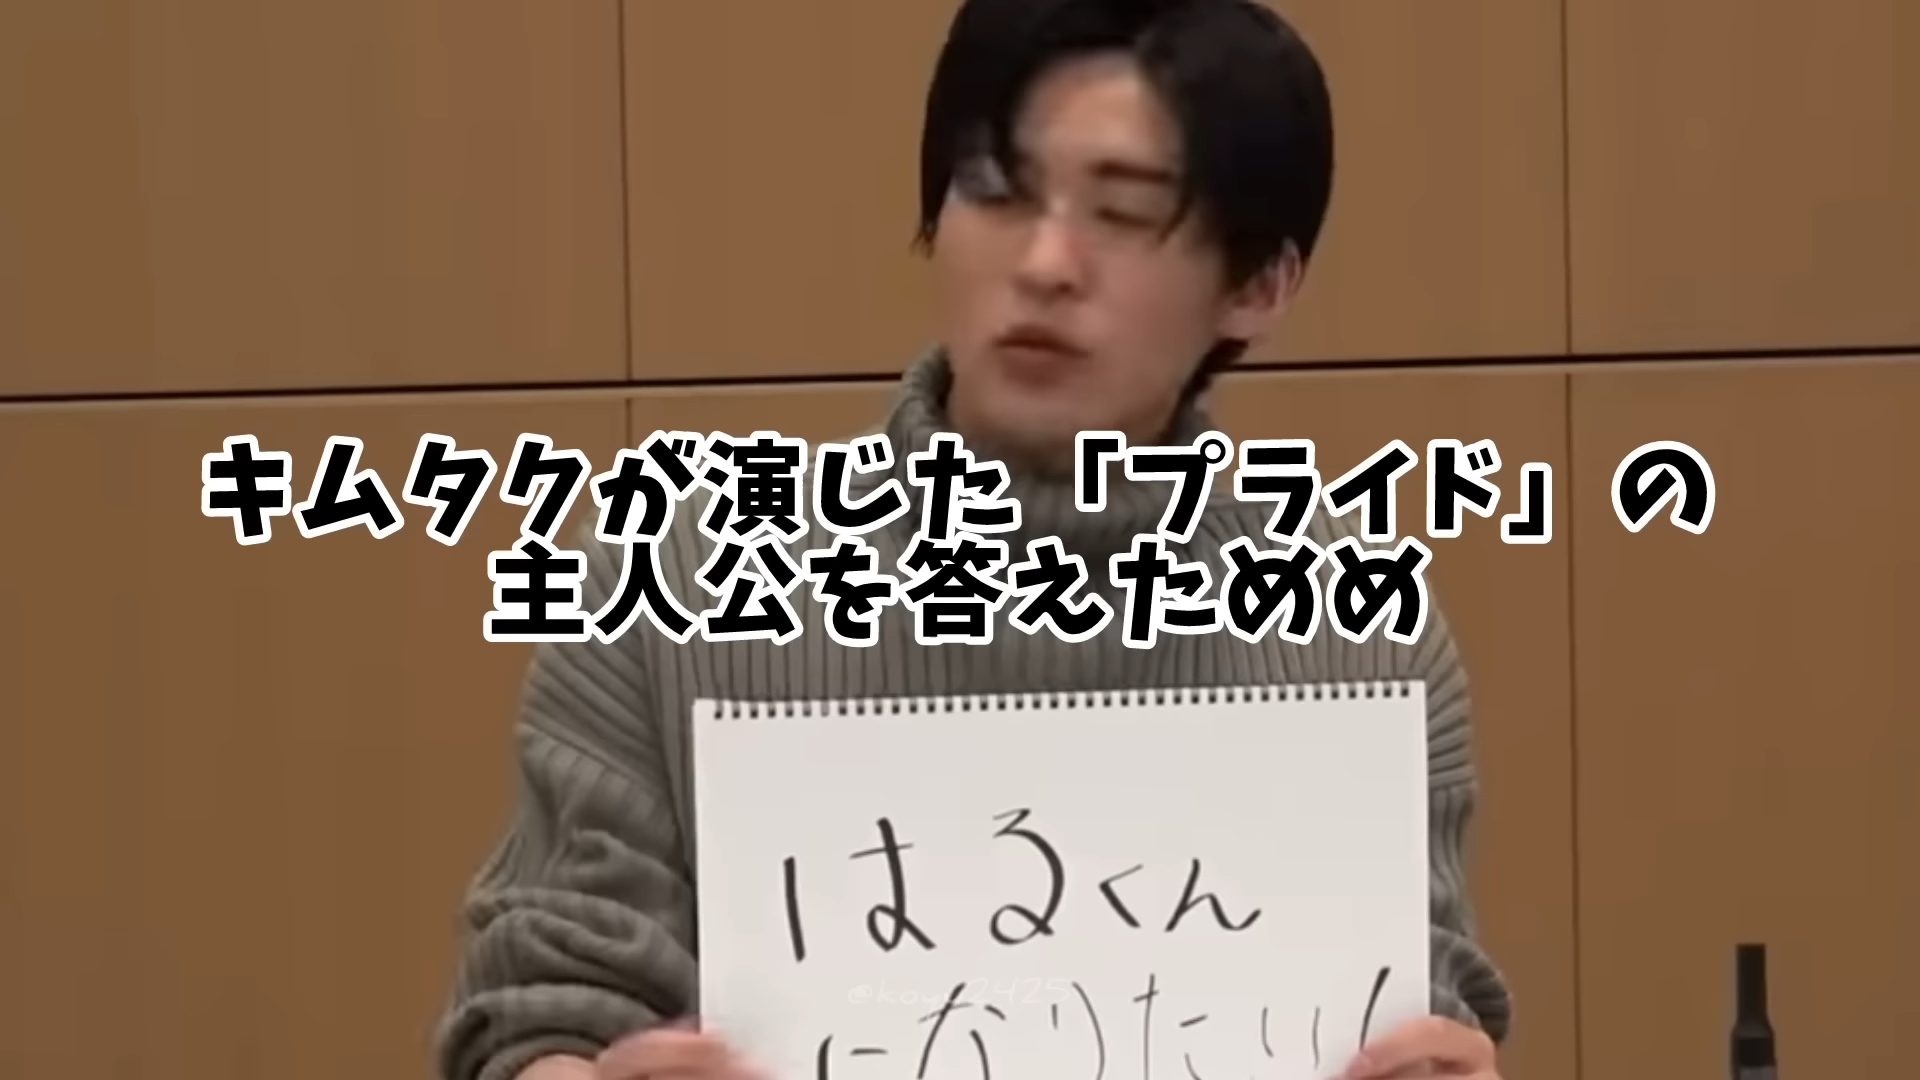 キムタクが演じた「プライド」の
主人公を答えためめ
はるくん
になりたい!